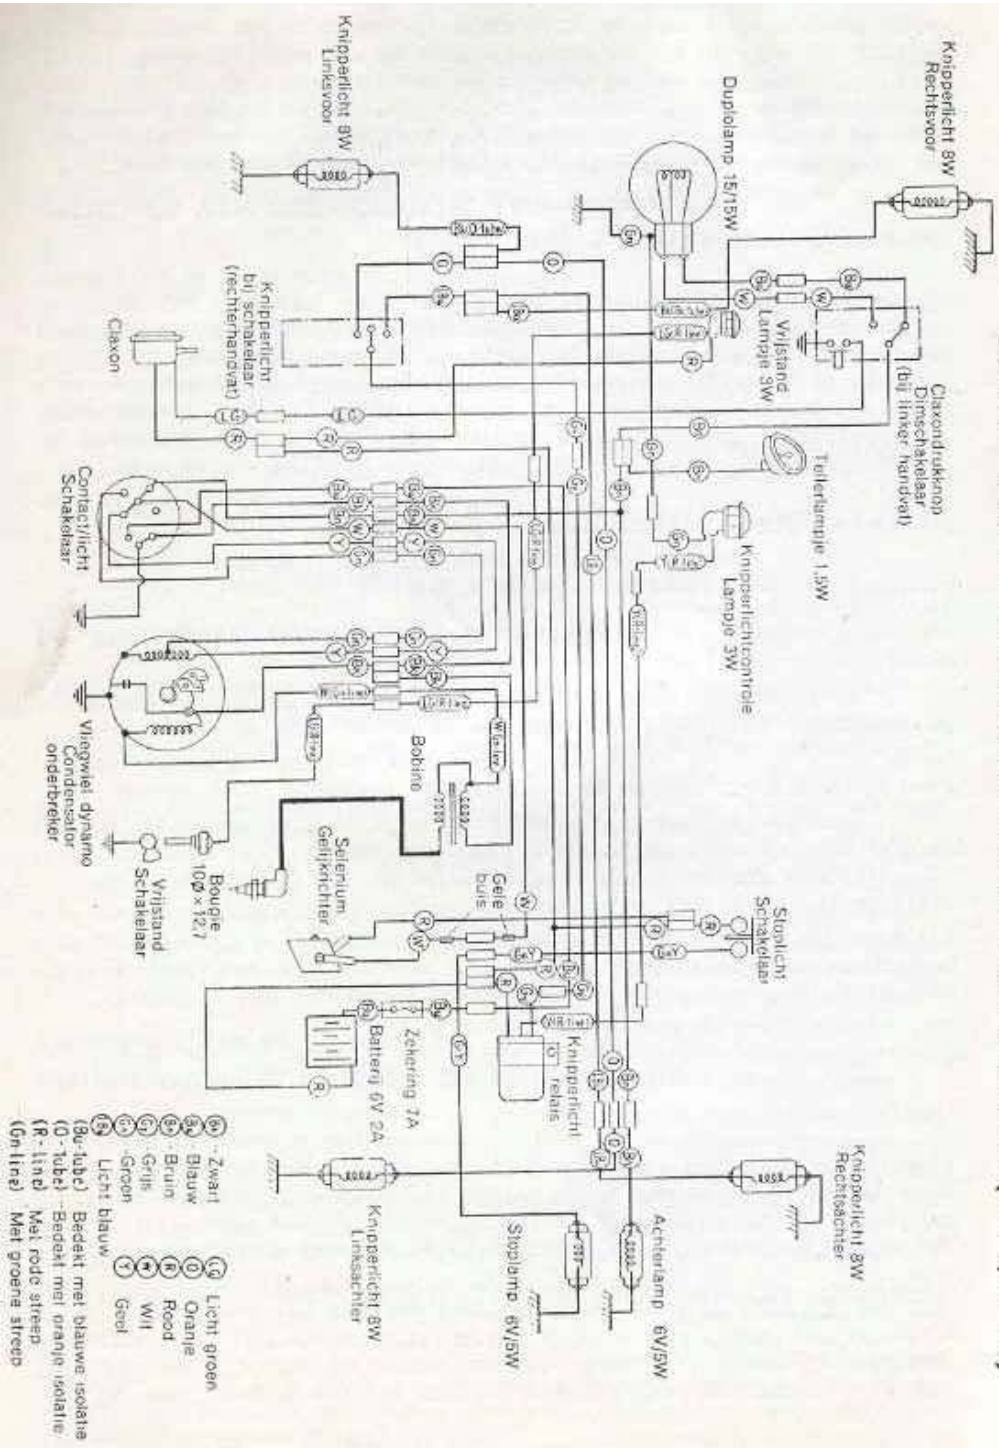 Knipperlicht 8W
Linksvoor
Duplolamp 15/15W
Knipperlicht 8W
Rechtsvoor
Knipperlicht
bij schakelaar
(rechterhandvat)
Claxon
Vrijstand
Lampje 3W
Claxondrukknop
Dimschakelaar
(bij linker handvat)
Tellerlampje 1,5W
Knipperlichtcontrole
Lampje 3W
Contact/licht
Schakelaar
Vliegwiel dynamo
Condensator
onderbreker
Bobine
Bougie
10ø x 12,7
Vrijstand
Schakelaar
Selenium
Gelijkrichter
Gele
buis
Stoplicht
Schakelaar
Zekering 7A
Batterij 6V 2A
Knipperlicht
relais
Knipperlicht 8W
Linksachter
Stoplamp 6V/5W
Achterlamp 6V/5W
Knipperlicht 8W
Rechtsachter
Zwart
LG Licht groen
Blauw
O Oranje
Bruin
R Rood
Grijs
W Wit
Groen
Y Geel
Licht blauw
(Bu-tube) Bedekt met blauwe isolatie
(O-Tube) - Bedekt met oranje isolatie
(R-line) Met rode streep
(Gn-line) Met groene streep